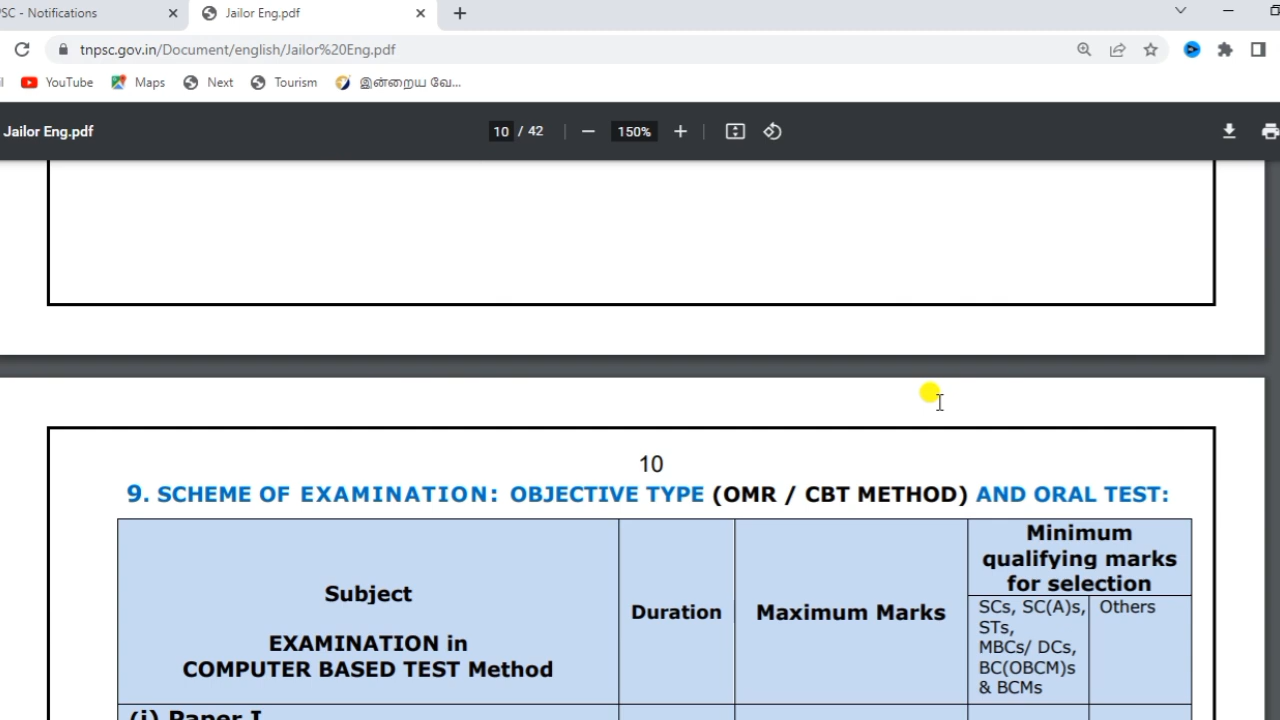 SC - Notifications
Jailor Eng.pdf
tnpsc.gov.in/Document/english/Jailor%20Eng.pdf
YouTube
Maps
Next
Tourism
இன்றைய வே...
Jailor Eng.pdf
10 / 42
150%
10
9. SCHEME OF EXAMINATION: OBJECTIVE TYPE (OMR / CBT METHOD) AND ORAL TEST:
Subject
EXAMINATION in
COMPUTER BASED TEST Method
Duration
Maximum Marks
Minimum
qualifying marks
for selection
SCs, SC(A)s,
STs,
MBCs/ DCs,
BC(OBCM)s
& BCMs
Others
(i) Paper I